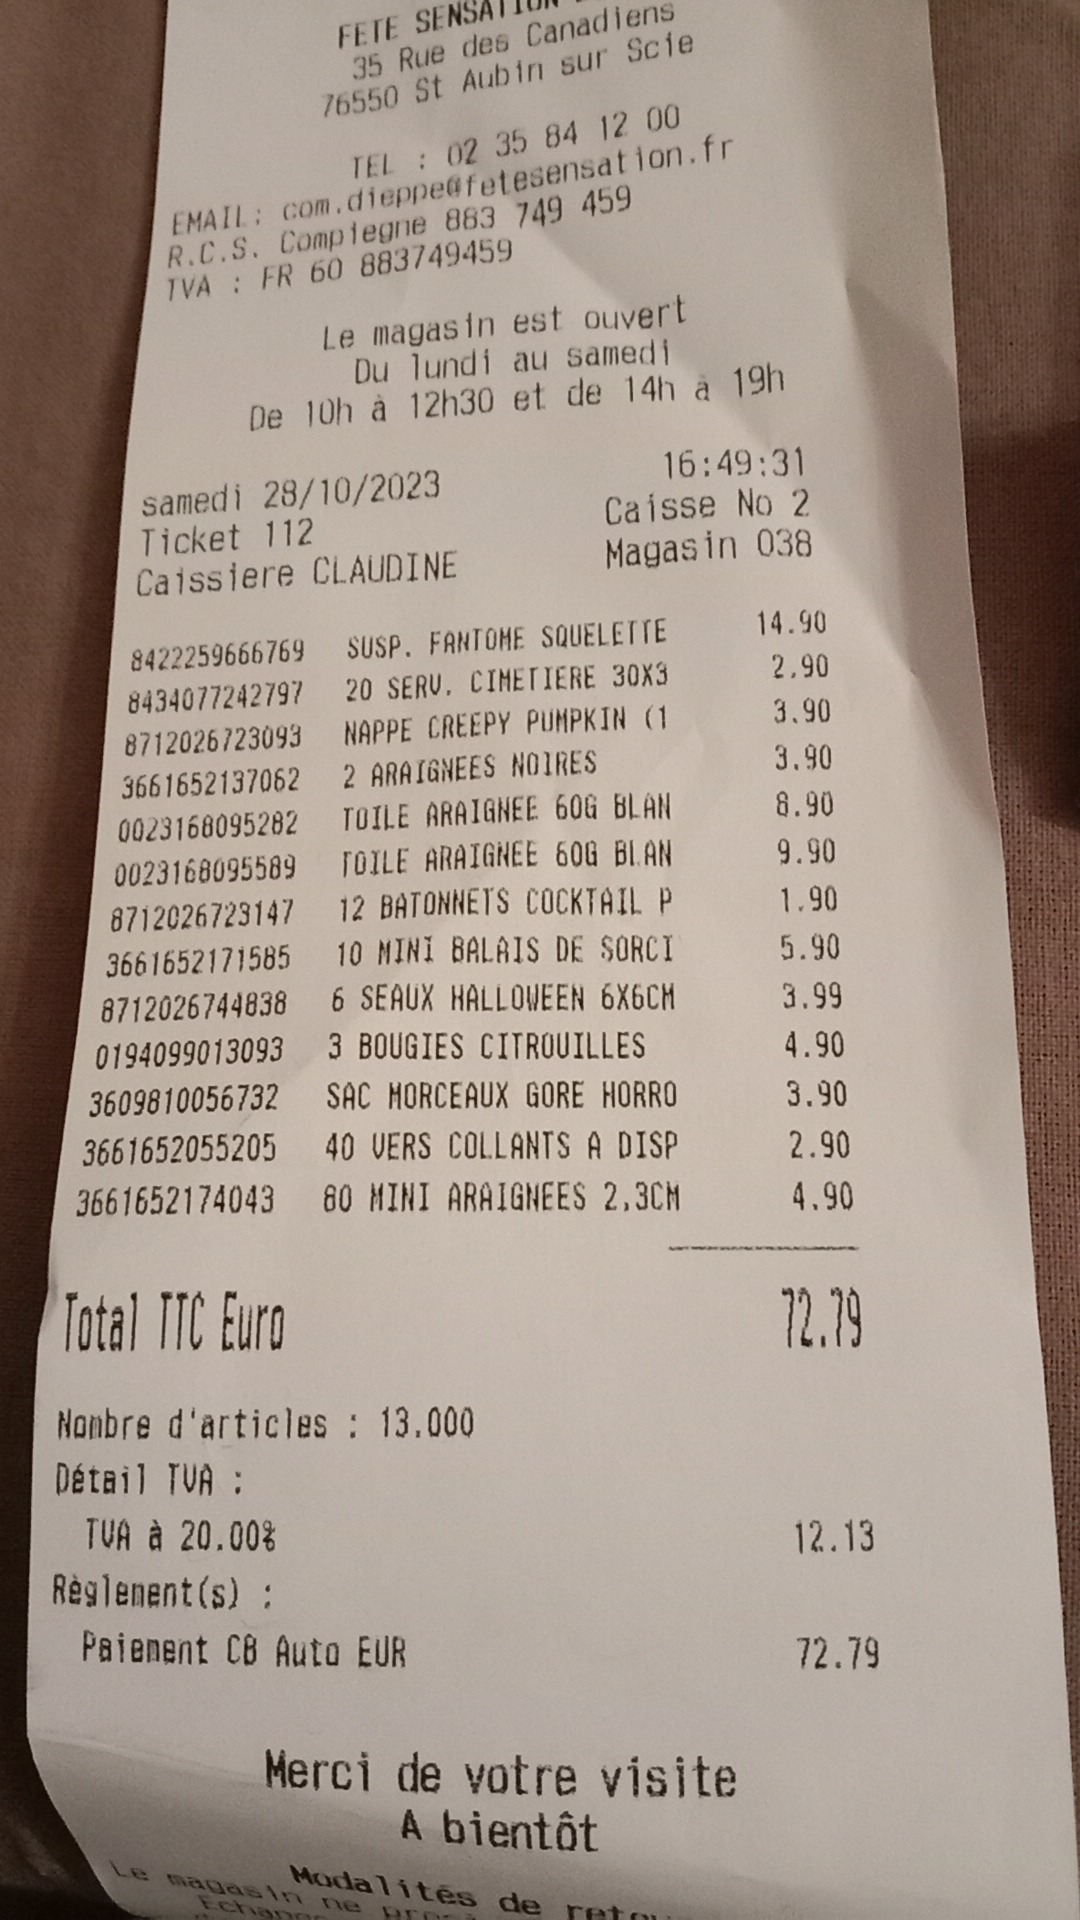 FETE SENSATION
35 Rue des Canadiens
76550 St Aubin sur Scie
TEL : 02 35 84 12 00
EMAIL: com.dieppe@fetesensation.fr
R.C.S. Compiegne 883 749 459
TVA : FR 60 883749459
Le magasin est ouvert
Du lundi au samedi
De 10h à 12h30 et de 14h à 19h
samedi 28/10/2023 16:49:31
Ticket 112 Caisse No 2
Caissiere CLAUDINE Magasin 038
8422259666769 SUSP. FANTOME SQUELETTE 14.90
8434077242797 20 SERV. CIMETIERE 30X3 2.90
8712026723093 NAPPE CREEPY PUMPKIN (1 3.90
3661652137062 2 ARAIGNEES NOIRES 3.90
0023168095282 TOILE ARAIGNEE 60G BLAN 8.90
0023168095589 TOILE ARAIGNEE 60G BLAN 9.90
8712026723147 12 BATONNETS COCKTAIL P 1.90
3661652171585 10 MINI BALAIS DE SORCI 5.90
8712026744838 6 SEAUX HALLOWEEN 6X6CM 3.99
0194099013093 3 BOUGIES CITROUILLES 4.90
3609810056732 SAC MORCEAUX GORE HORRO 3.90
3661652055205 40 VERS COLLANTS A DISP 2.90
3661652174043 80 MINI ARAIGNEES 2,3CM 4.90
Total TTC Euro 72.79
Nombre d'articles : 13.000
Détail TVA :
TVA à 20.00% 12.13
Règlement(s) :
Paiement CB Auto EUR 72.79
Merci de votre visite
A bientôt
Modalités de
Le magasin ne